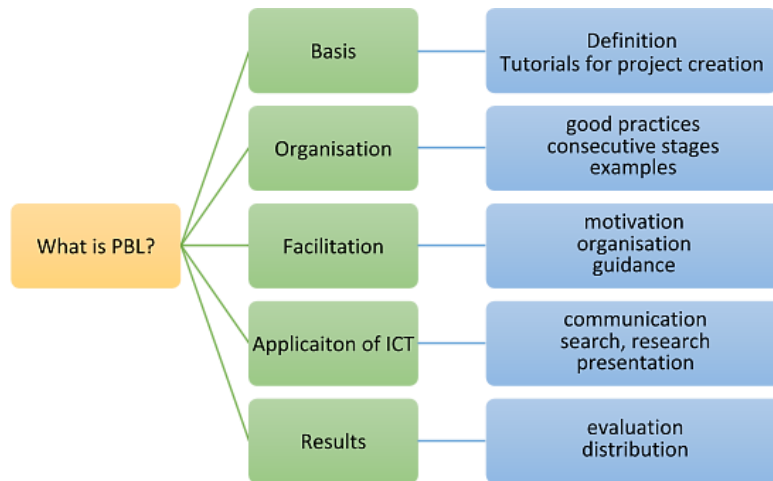 What is PBL?
Basis
Definition
Tutorials for project creation
Organisation
good practices
consecutive stages
examples
Facilitation
motivation
organisation
guidance
Applicaiton of ICT
communication
search, research
presentation
Results
evaluation
distribution